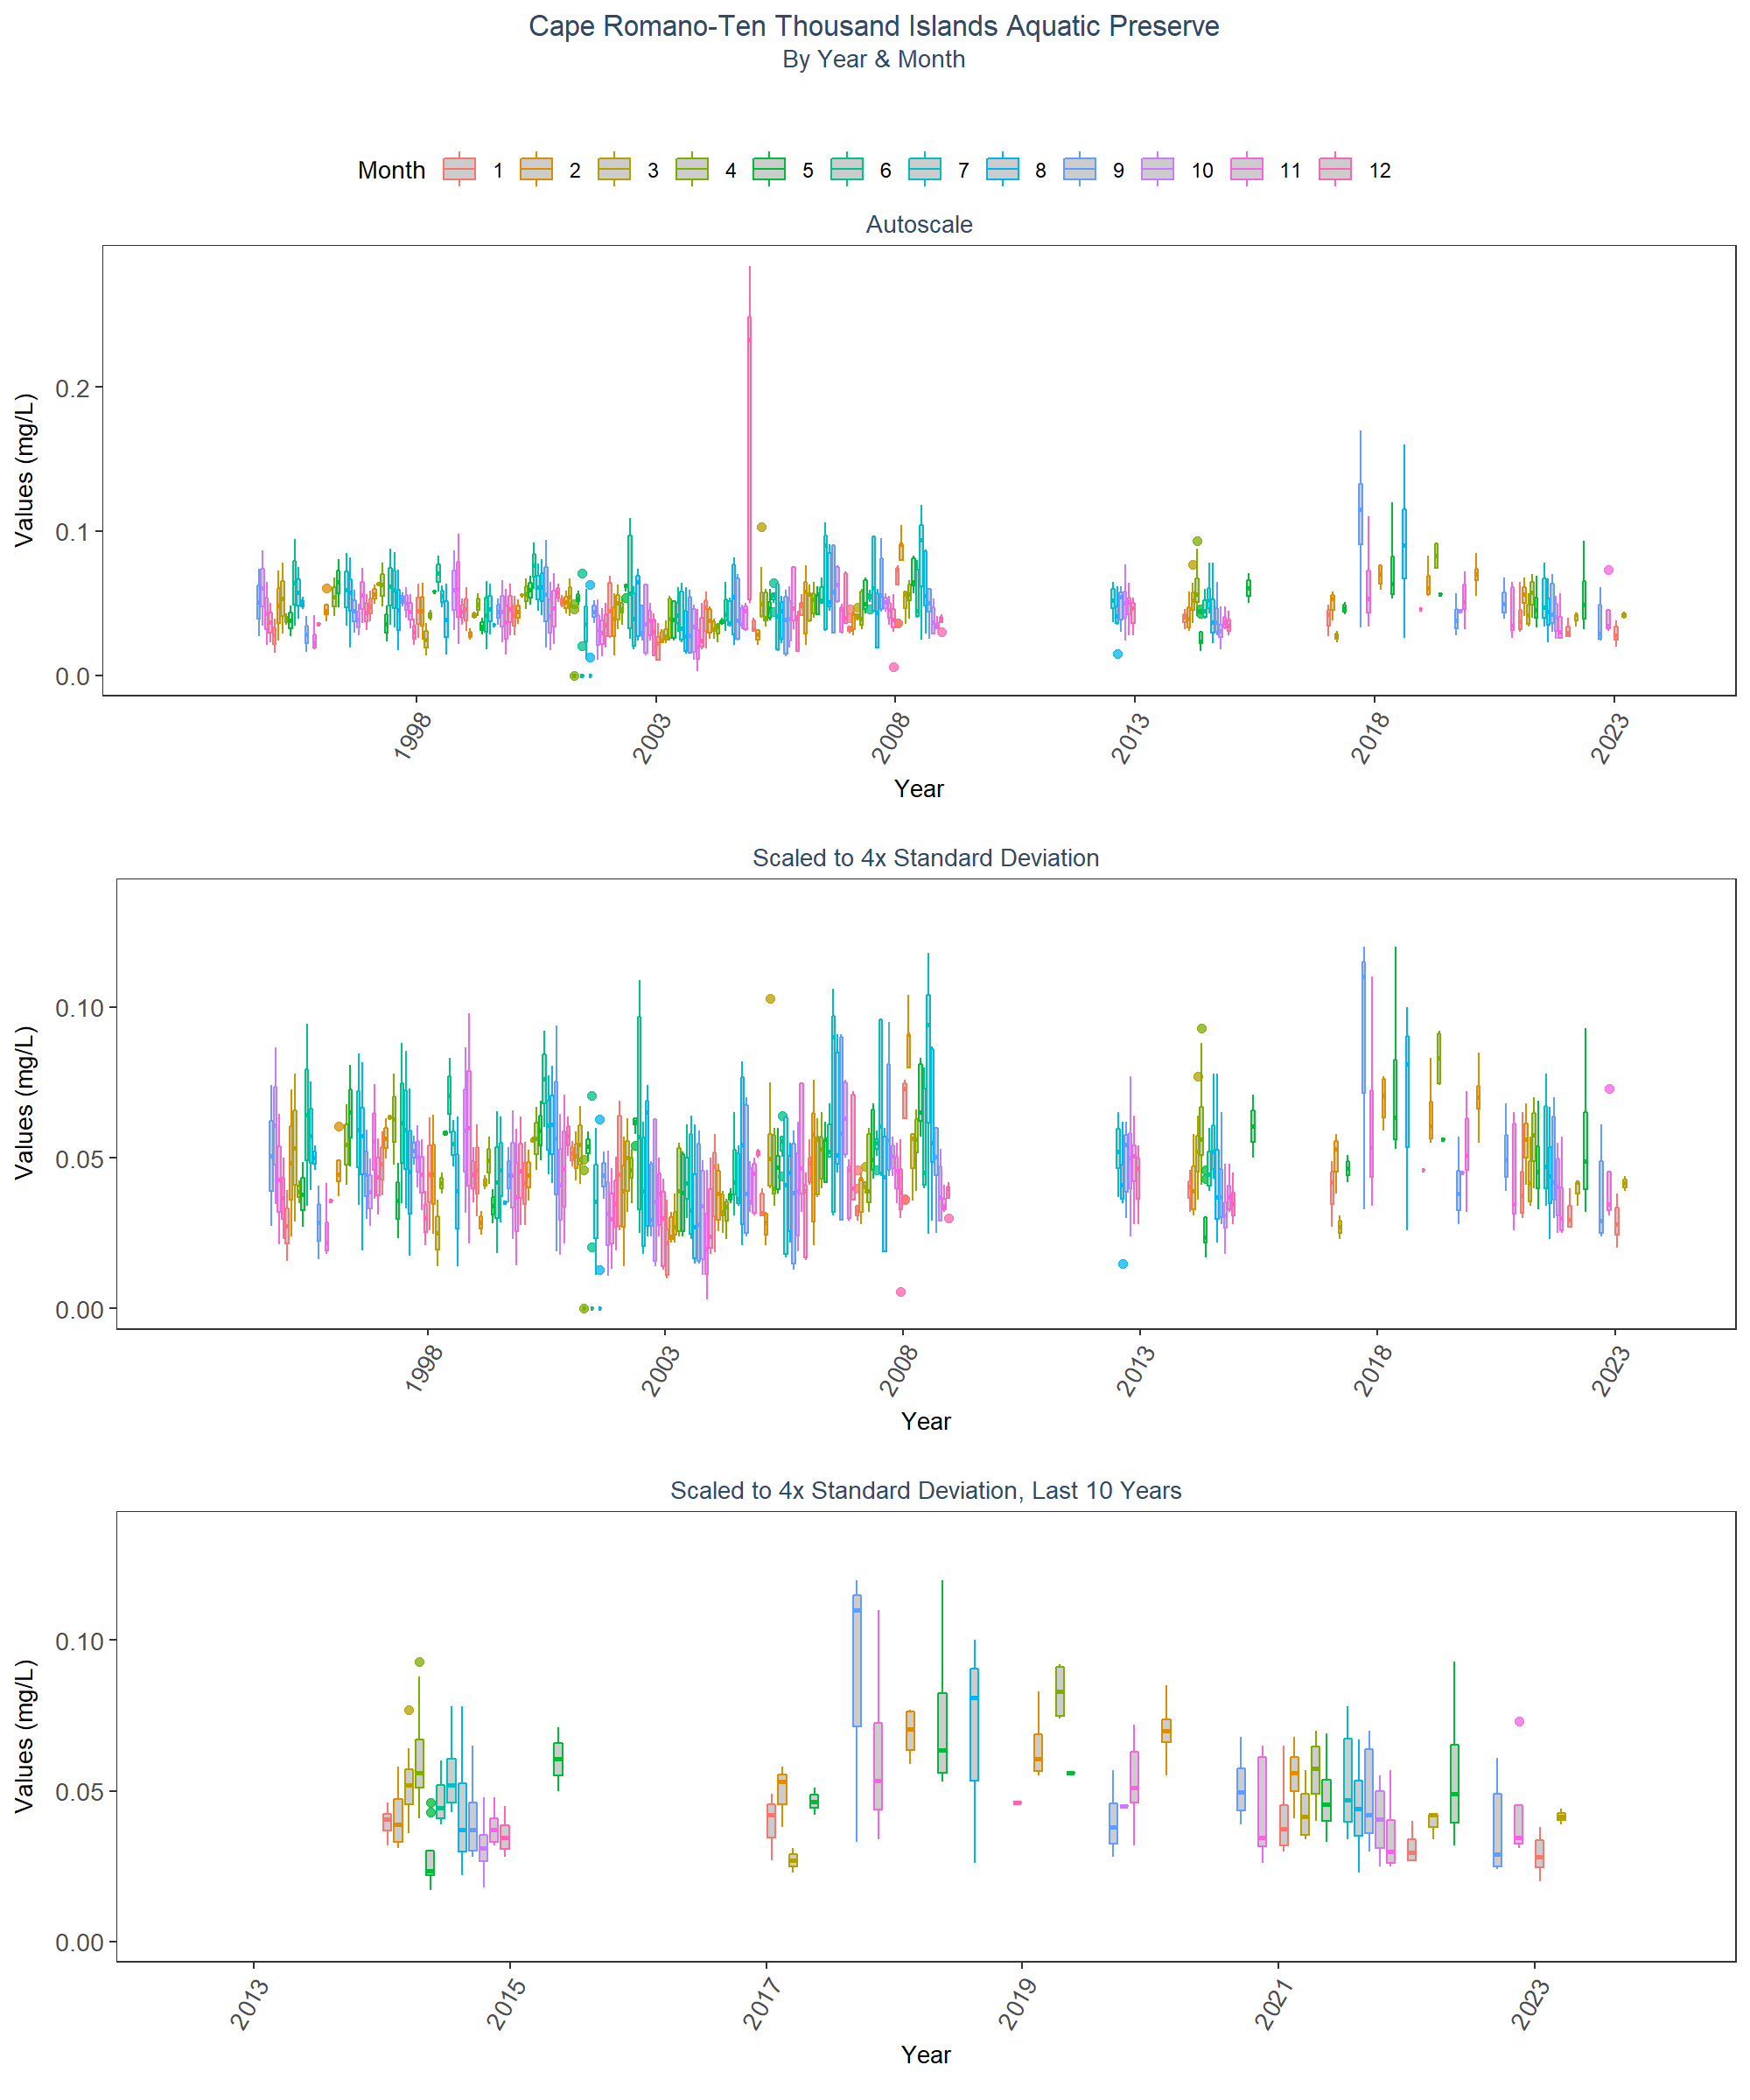 Cape Romano-Ten Thousand Islands Aquatic Preserve
By Year & Month
Month 1 2 3 4 5 6 7 8 9 10 11 12
Autoscale
Values (mg/L)
0.2
0.1
0.0
1998 2003 2008 2013 2018 2023
Year
Scaled to 4x Standard Deviation
Values (mg/L)
0.10
0.05
0.00
1998 2003 2008 2013 2018 2023
Year
Scaled to 4x Standard Deviation, Last 10 Years
Values (mg/L)
0.10
0.05
0.00
2013 2015 2017 2019 2021 2023
Year